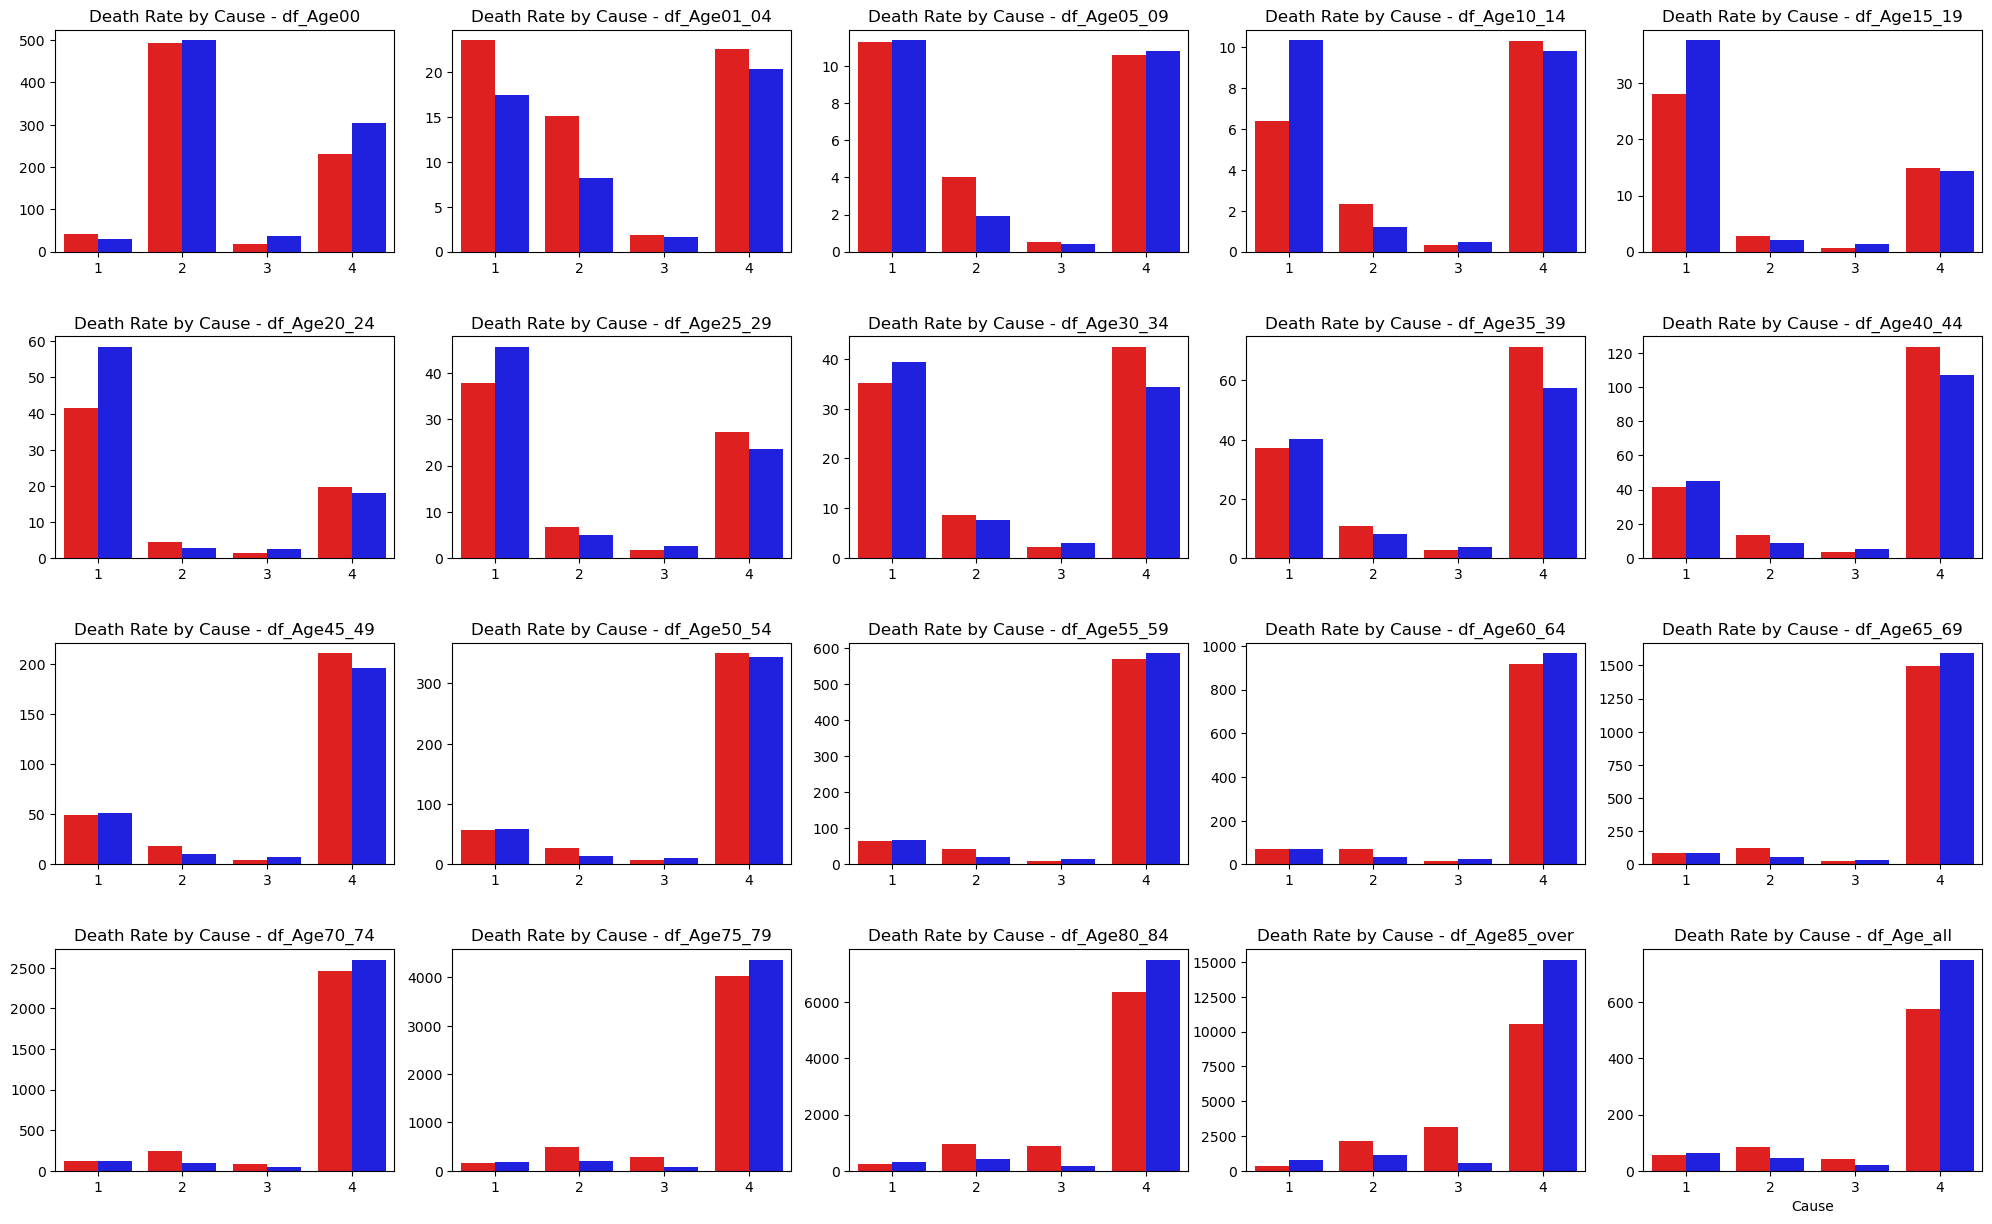 Death Rate by Cause - df_Age00
500
400
300
200
100
0
1 2 3 4
Death Rate by Cause - df_Age01_04
20
15
10
5
0
1 2 3 4
Death Rate by Cause - df_Age05_09
10
8
6
4
2
0
1 2 3 4
Death Rate by Cause - df_Age10_14
10
8
6
4
2
0
1 2 3 4
Death Rate by Cause - df_Age15_19
30
20
10
0
1 2 3 4
Death Rate by Cause - df_Age20_24
60
50
40
30
20
10
0
1 2 3 4
Death Rate by Cause - df_Age25_29
40
30
20
10
0
1 2 3 4
Death Rate by Cause - df_Age30_34
40
30
20
10
0
1 2 3 4
Death Rate by Cause - df_Age35_39
60
40
20
0
1 2 3 4
Death Rate by Cause - df_Age40_44
120
100
80
60
40
20
0
1 2 3 4
Death Rate by Cause - df_Age45_49
200
150
100
50
0
1 2 3 4
Death Rate by Cause - df_Age50_54
300
200
100
0
1 2 3 4
Death Rate by Cause - df_Age55_59
600
500
400
300
200
100
0
1 2 3 4
Death Rate by Cause - df_Age60_64
1000
800
600
400
200
0
1 2 3 4
Death Rate by Cause - df_Age65_69
1500
1250
1000
750
500
250
0
1 2 3 4
Death Rate by Cause - df_Age70_74
2500
2000
1500
1000
500
0
1 2 3 4
Death Rate by Cause - df_Age75_79
4000
3000
2000
1000
0
1 2 3 4
Death Rate by Cause - df_Age80_84
6000
4000
2000
0
1 2 3 4
Death Rate by Cause - df_Age85_over
15000
12500
10000
7500
5000
2500
0
1 2 3 4
Death Rate by Cause - df_Age_all
600
400
200
0
1 2 3 4
Cause